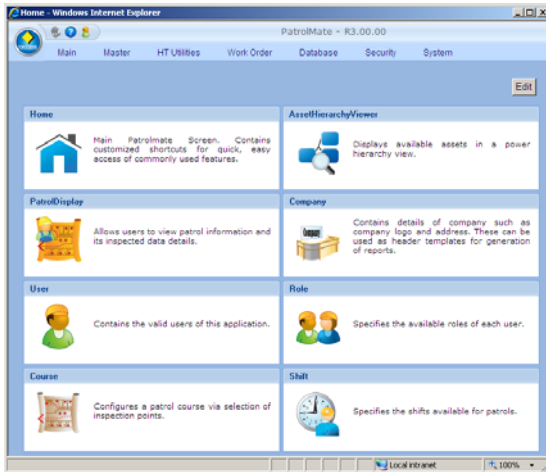 Home - Windows Internet Explorer
PatrolMate - R3.00.00
Main Master HT Utilities Work Order Database Security System
Edit
Home
Main Patrolmate Screen. Contains
customized shortcuts for quick, easy
access of commonly used features.
AssetHierarchyViewer
Displays available assets in a power
hierarchy view.
PatrolDisplay
Allows users to view patrol information and
its inspected data details.
Company
Company
Contains details of company such as
company logo and address. These can be
used as header templates for generation
of reports.
User
Contains the valid users of this application.
Role
Specifies the available roles of each user.
Course
Configures a patrol course via selection of
inspection points.
Shift
Specifies the shifts available for patrols.
Local intranet
100%